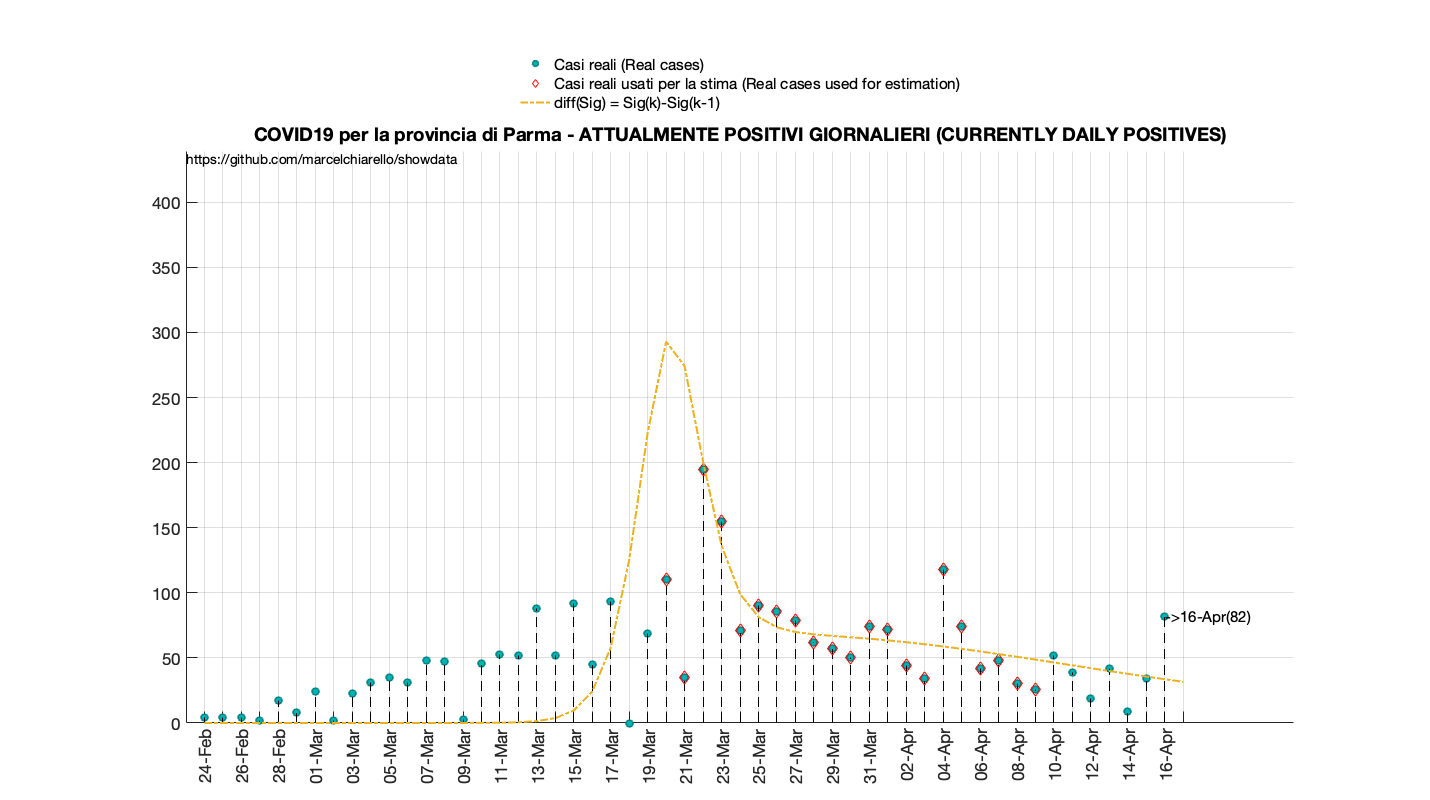 Casi reali (Real cases)
Casi reali usati per la stima (Real cases used for estimation)
diff(Sig) = Sig(k)-Sig(k-1)
COVID19 per la provincia di Parma - ATTUALMENTE POSITIVI GIORNALIERI (CURRENTLY DAILY POSITIVES)
https://github.com/marcelchiarello/showdata
400
350
300
250
200
150
100
50
0
->16-Apr(82)
24-Feb
26-Feb
28-Feb
01-Mar
03-Mar
05-Mar
07-Mar
09-Mar
11-Mar
13-Mar
15-Mar
17-Mar
19-Mar
21-Mar
23-Mar
25-Mar
27-Mar
29-Mar
31-Mar
02-Apr
04-Apr
06-Apr
08-Apr
10-Apr
12-Apr
14-Apr
16-Apr